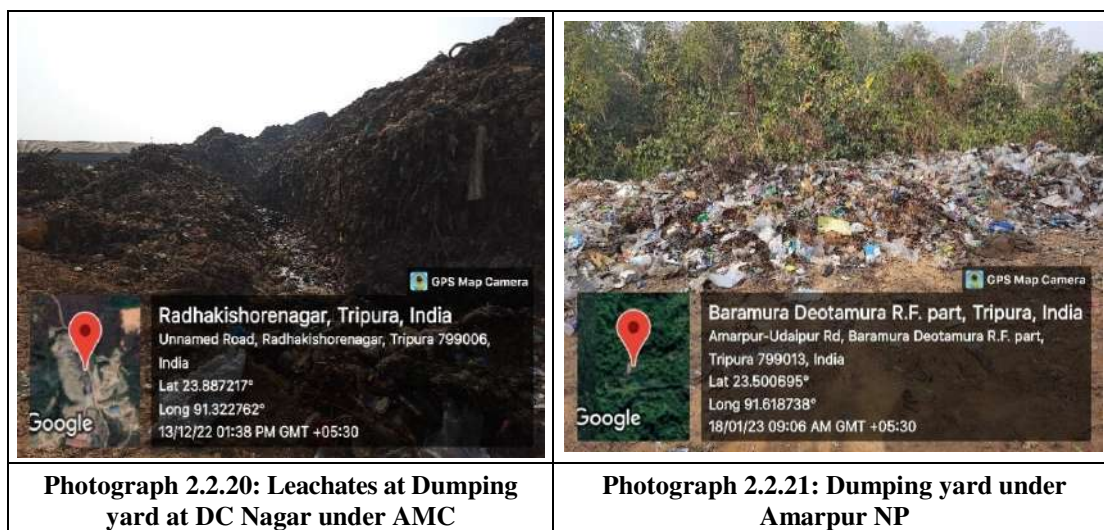 GPS Map Camera
Radhakishorenagar, Tripura, India
Unnamed Road, Radhakishorenagar, Tripura 799006,
India
Lat 23.887217°
Long 91.322762°
13/12/22 01:38 PM GMT +05:30
Google
Photograph 2.2.20: Leachates at Dumping
yard at DC Nagar under AMC
GPS Map Camera
Baramura Deotamura R.F. part, Tripura, India
Amarpur-Udaipur Rd, Baramura Deotamura R.F. part,
Tripura 799013, India
Lat 23.500695°
Long 91.618738°
18/01/23 09:06 AM GMT +05:30
Google
Photograph 2.2.21: Dumping yard under
Amarpur NP